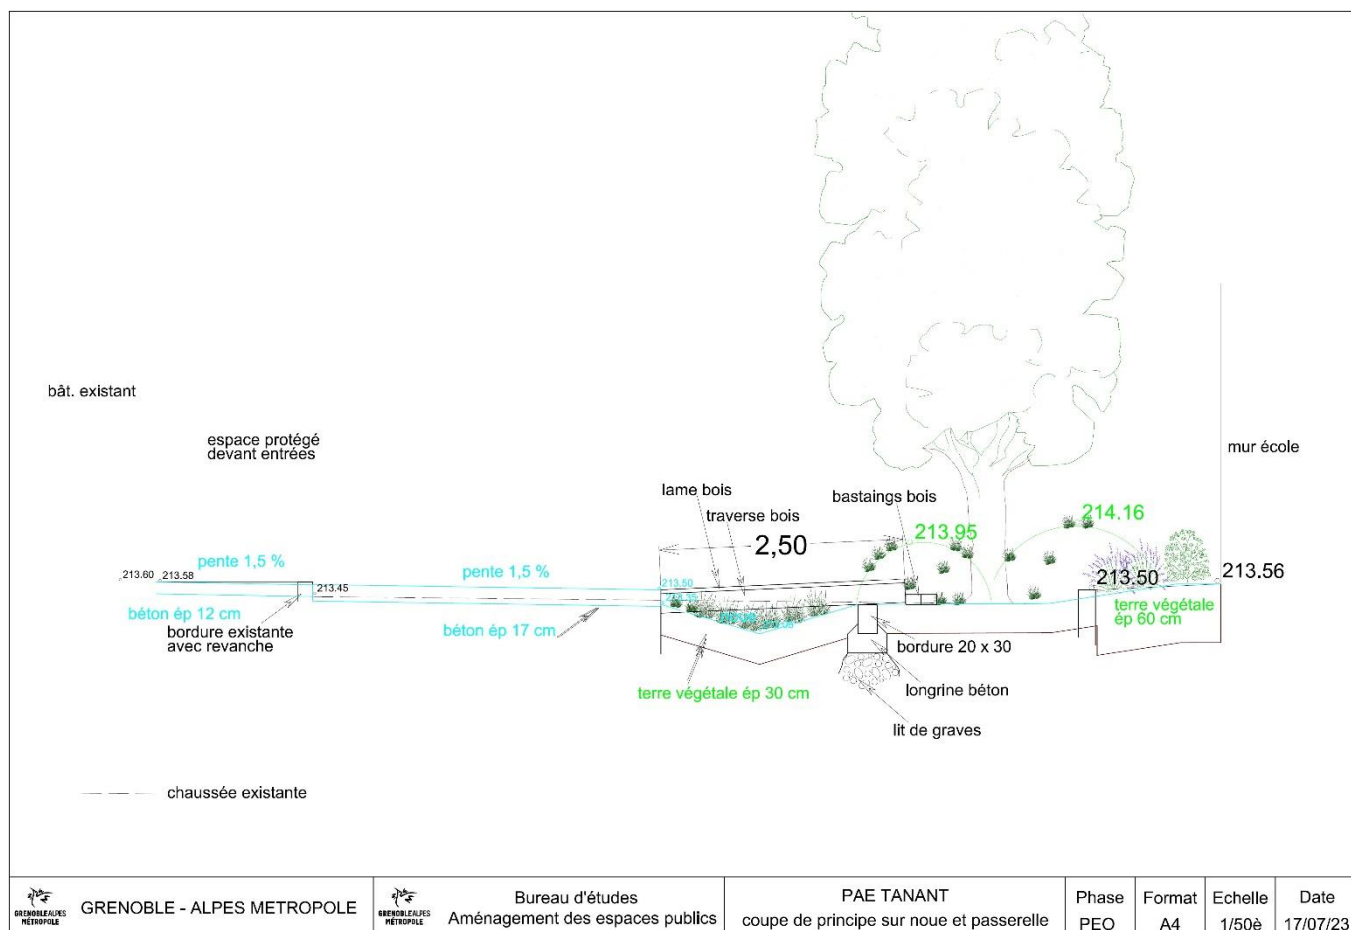 bât. existant
espace protégé
devant entrées
mur école
lame bois
traverse bois
bastaings bois
2,50
213.95
214.16
pente 1,5 %
pente 1,5 %
213.60
213.58
213.45
213.50
213.50
213.56
béton ép 12 cm
bordure existante
avec revanche
béton ép 17 cm
terre végétale
ép 60 cm
bordure 20 x 30
terre végétale ép 30 cm
longrine béton
lit de graves
chaussée existante
GRENOBLEALPES
MÉTROPOLE
GRENOBLE - ALPES METROPOLE
GRENOBLEALPES
MÉTROPOLE
Bureau d'études
Aménagement des espaces publics
PAE TANANT
coupe de principe sur noue et passerelle
Phase
PEO
Format
A4
Echelle
1/50è
Date
17/07/23